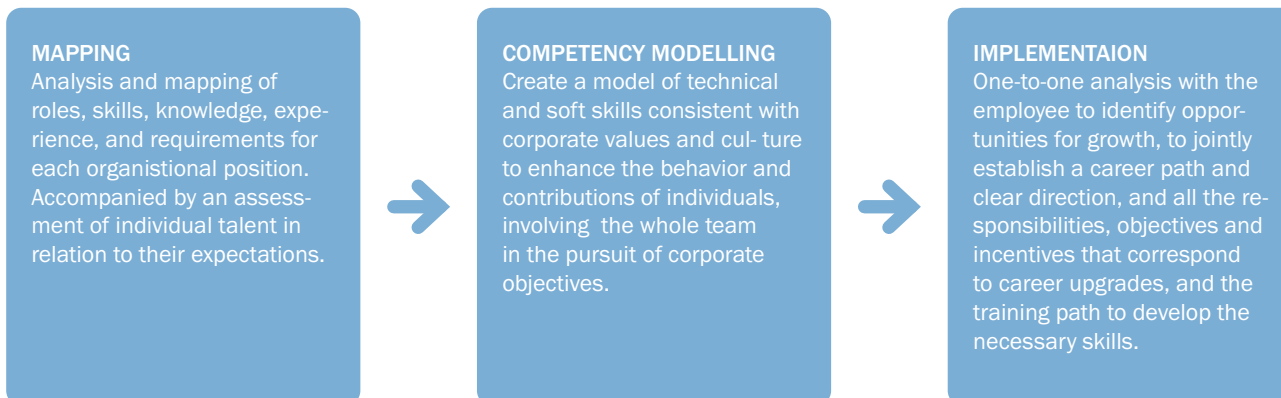 MAPPING
Analysis and mapping of
roles, skills, knowledge, expe-
rience, and requirements for
each organistional position.
Accompanied by an assess-
ment of individual talent in
relation to their expectations.
COMPETENCY MODELLING
Create a model of technical
and soft skills consistent with
corporate values and cul- ture
to enhance the behavior and
contributions of individuals,
involving  the whole team
in the pursuit of corporate
objectives.
IMPLEMENTAION
One-to-one analysis with the
employee to identify oppor-
tunities for growth, to jointly
establish a career path and
clear direction, and all the re-
sponsibilities, objectives and
incentives that correspond
to career upgrades, and the
training path to develop the
necessary skills.